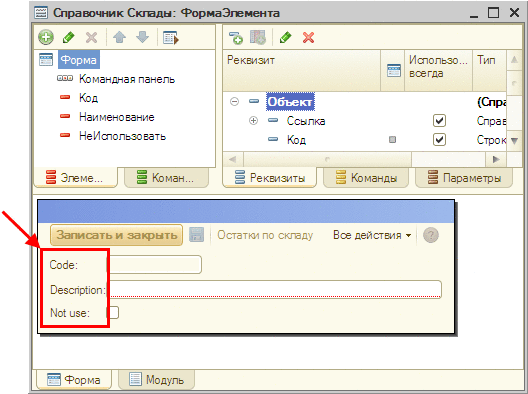 Справочник Склады: ФормаЭлемента
Форма
Командная панель
Код
Наименование
НеИспользовать
Элеме...
Коман...
Реквизит
Использо... всегда
Тип
Объект
(Спра
Ссылка
Справ
Код
Строк
Реквизиты
Команды
Параметры
Записать и закрыть
Остатки по складу
Все действия
Code:
Description:
Not use:
Форма
Модуль